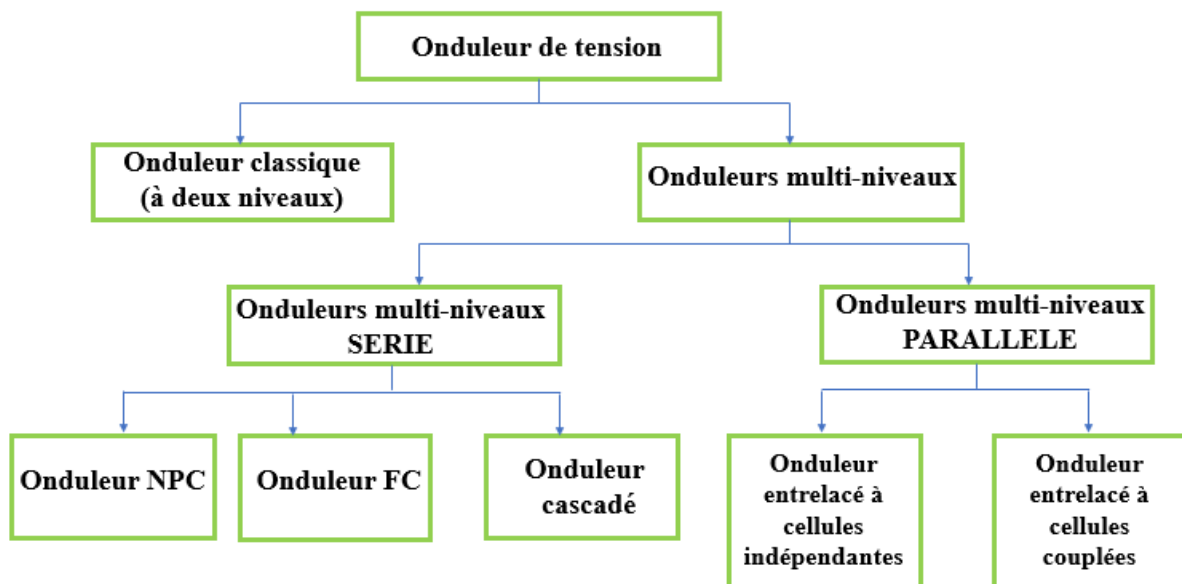 Onduleur de tension
Onduleur classique
(à deux niveaux)
Onduleurs multi-niveaux
Onduleurs multi-niveaux
SERIE
Onduleurs multi-niveaux
PARALLELE
Onduleur NPC
Onduleur FC
Onduleur
cascadé
Onduleur
entrelacé à
cellules
indépendantes
Onduleur
entrelacé à
cellules
couplées